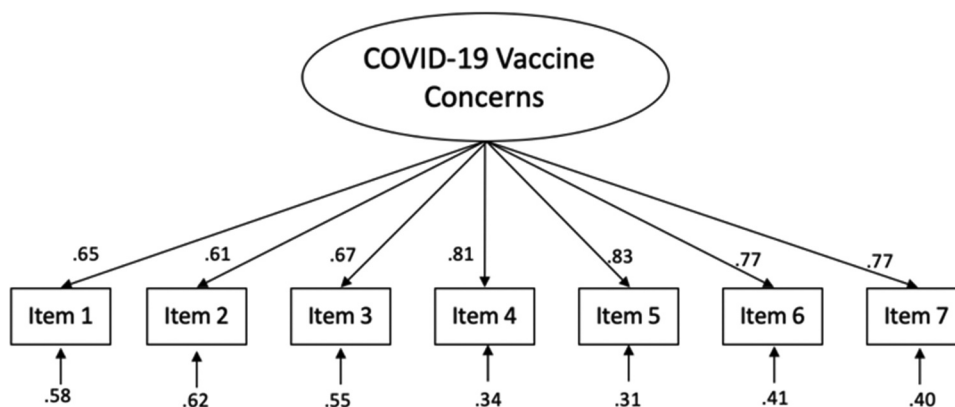 COVID-19 Vaccine
Concerns
.65 .61 .67 .81 .83 .77 .77
Item 1 Item 2 Item 3 Item 4 Item 5 Item 6 Item 7
.58 .62 .55 .34 .31 .41 .40